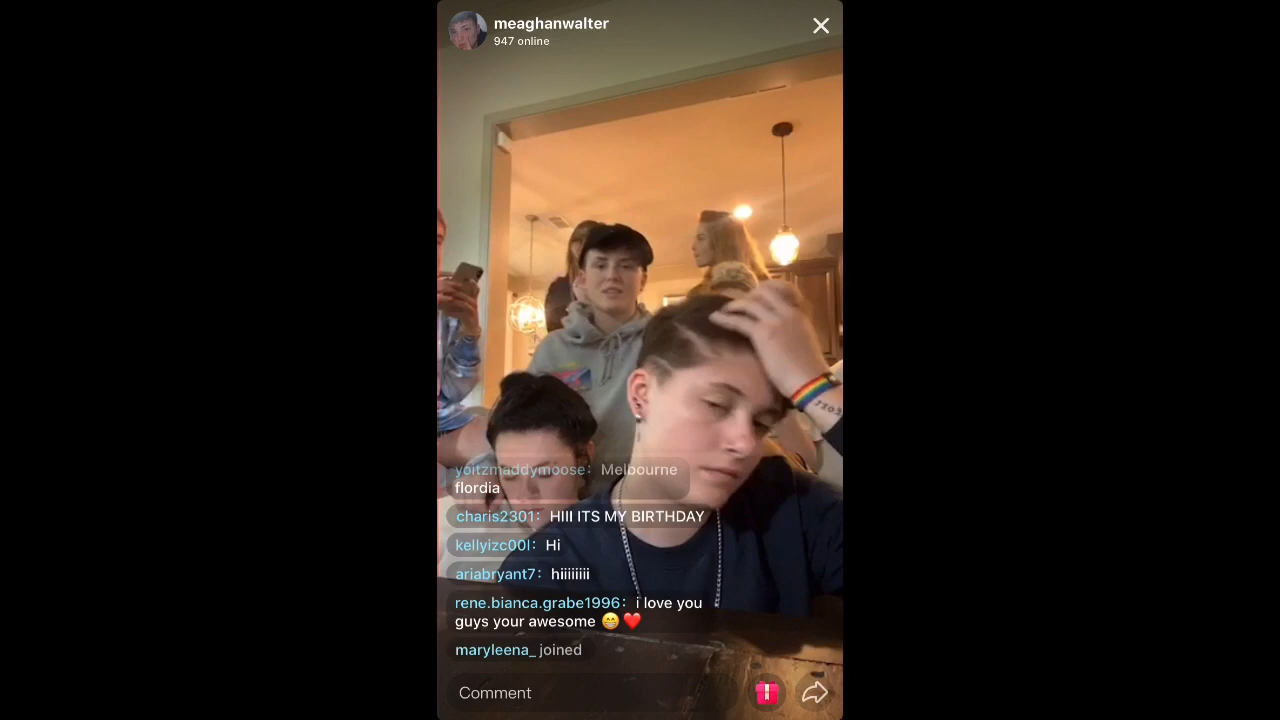 meaghanwalter
947 online
yoitzmaddymoose: Melbourne
flordia
charis2301: HIII ITS MY BIRTHDAY
kellyizc00l: Hi
ariabryant7: hiiiiiiii
rene.bianca.grabe1996: i love you
guys your awesome 😁❤️
maryleena_ joined
Comment